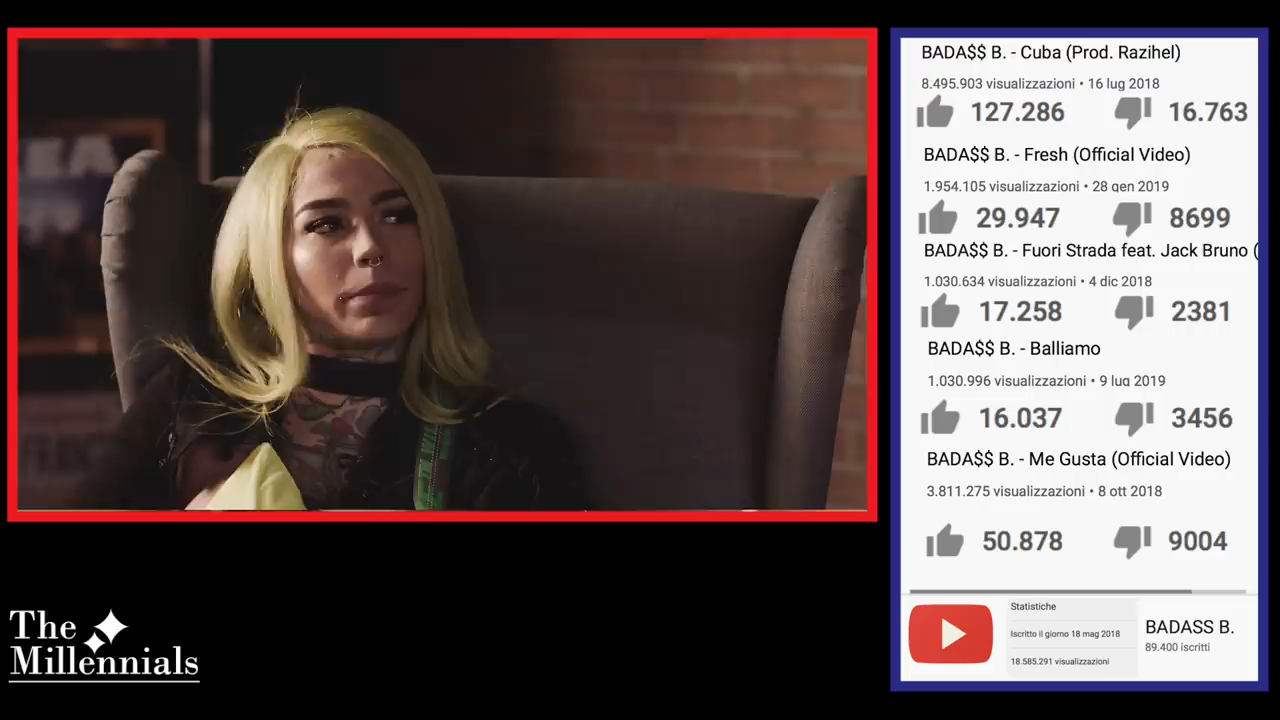 BADA$$ B. - Cuba (Prod. Razihel)
8.495.903 visualizzazioni • 16 lug 2018
127.286 16.763
BADA$$ B. - Fresh (Official Video)
1.954.105 visualizzazioni • 28 gen 2019
29.947 8699
BADA$$ B. - Fuori Strada feat. Jack Bruno (
1.030.634 visualizzazioni • 4 dic 2018
17.258 2381
BADA$$ B. - Balliamo
1.030.996 visualizzazioni • 9 lug 2019
16.037 3456
BADA$$ B. - Me Gusta (Official Video)
3.811.275 visualizzazioni • 8 ott 2018
50.878 9004
Statistiche
Iscritto il giorno 18 mag 2018
18.585.291 visualizzazioni
BADASS B.
89.400 iscritti
The
Millennials